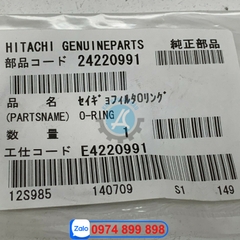 HITACHI GENUINEPARTS 純正部品
部品コード 24220991
品 名 セイギョフィルタOリング
(PARTSNAME) O-RING
数 量 1
工仕コード E4220991
12S985 140709 S1 149
Zalo 0974 899 898